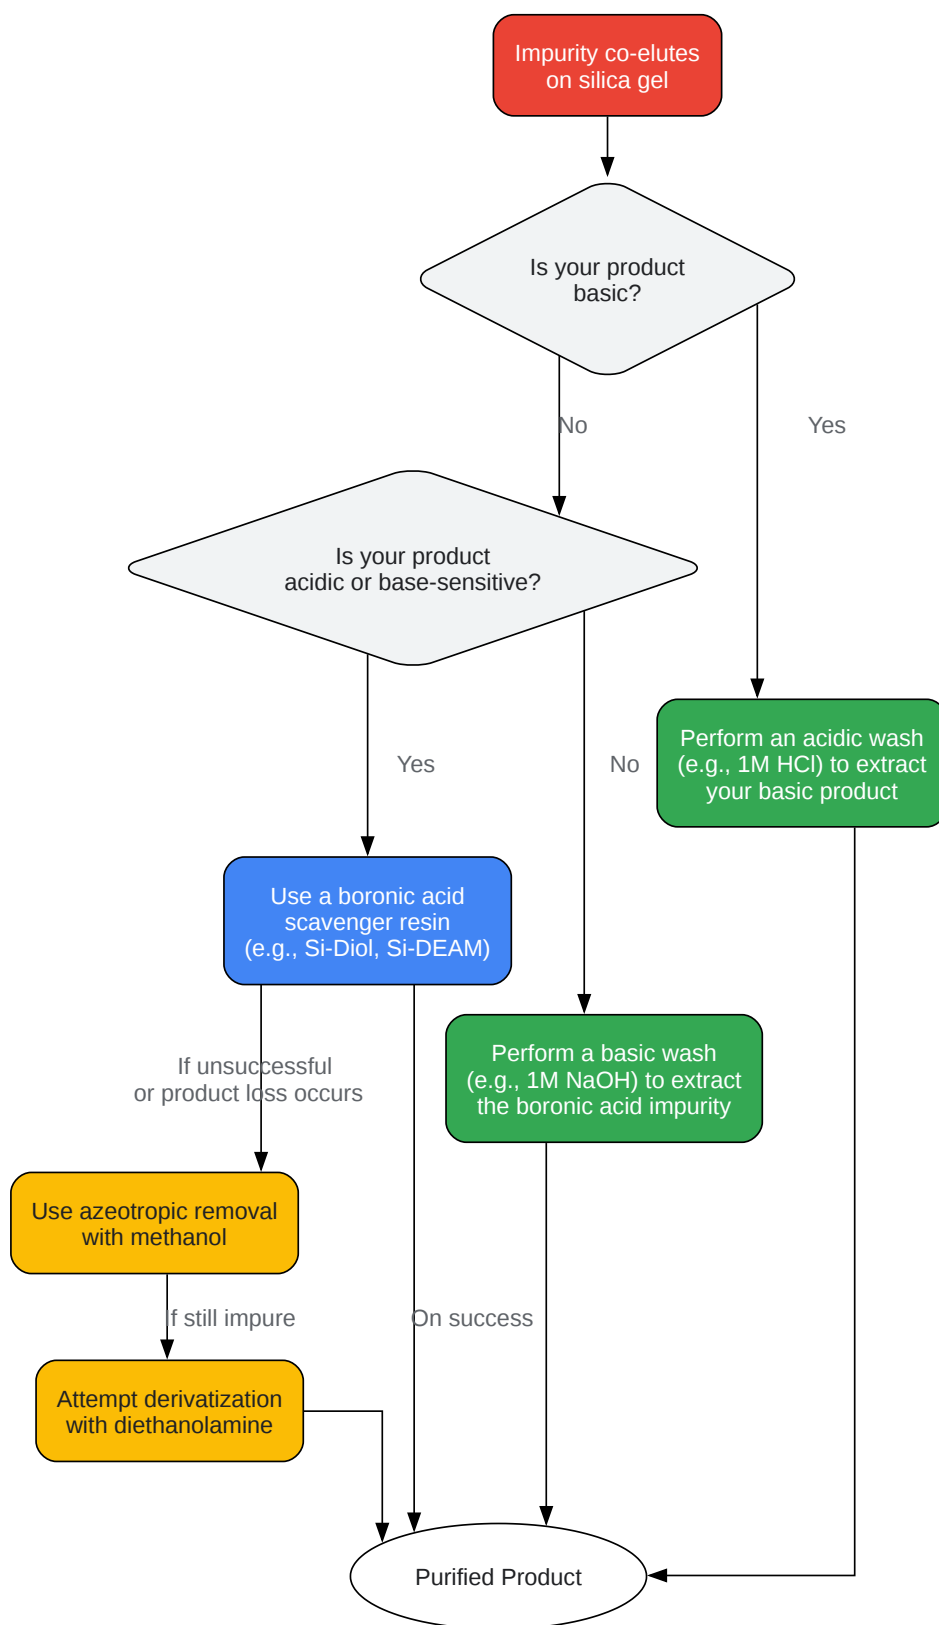 Impurity co-elutes
on silica gel
Is your product
basic?
No
Yes
Is your product
acidic or base-sensitive?
Yes
No
Perform an acidic wash
(e.g., 1M HCl) to extract
your basic product
Use a boronic acid
scavenger resin
(e.g., Si-Diol, Si-DEAM)
Perform a basic wash
(e.g., 1M NaOH) to extract
the boronic acid impurity
If unsuccessful
or product loss occurs
Use azeotropic removal
with methanol
If still impure
On success
Attempt derivatization
with diethanolamine
Purified Product